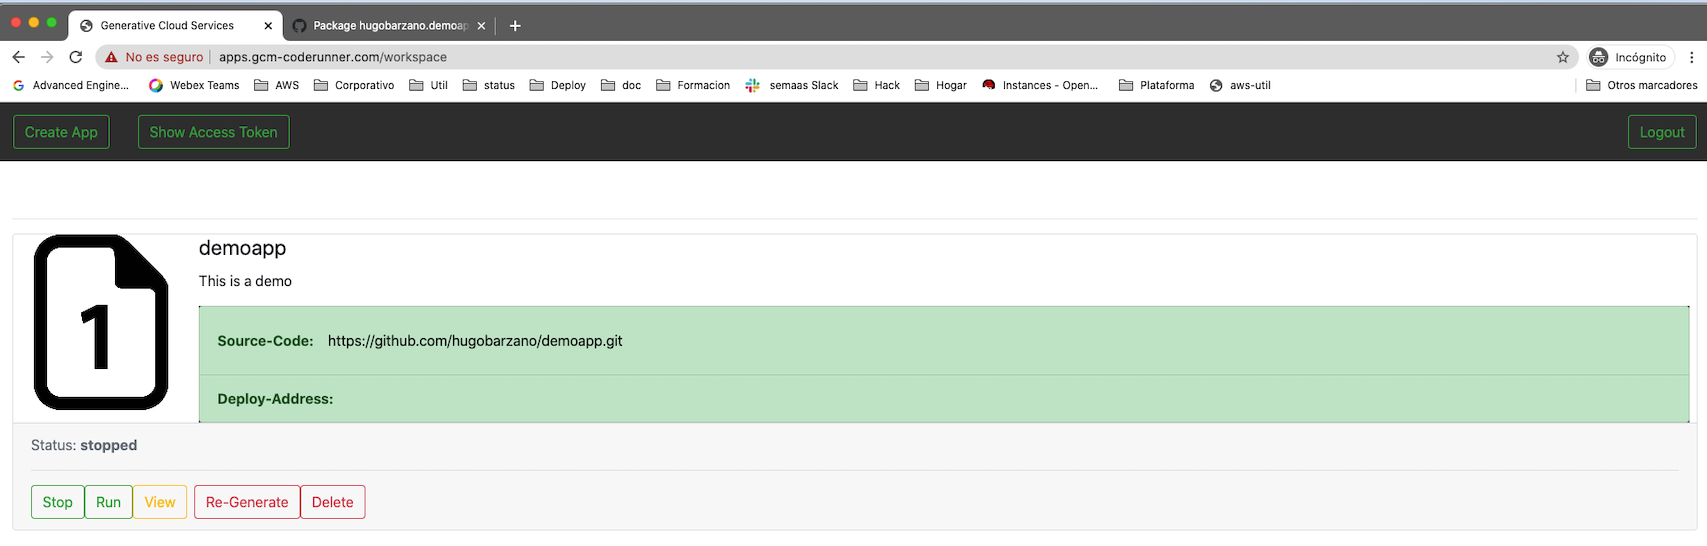 Generative Cloud Services
Package hugobarzano.demoap
No es seguro | apps.gcm-coderunner.com/workspace
Incógnito
Advanced Engine... Webex Teams AWS Corporativo Util status Deploy doc Formacion semaas Slack Hack Hogar Instances - Open... Plataforma aws-util Otros marcadores
Create App Show Access Token Logout
1
demoapp
This is a demo
Source-Code: https://github.com/hugobarzano/demoapp.git
Deploy-Address:
Status: stopped
Stop Run View Re-Generate Delete